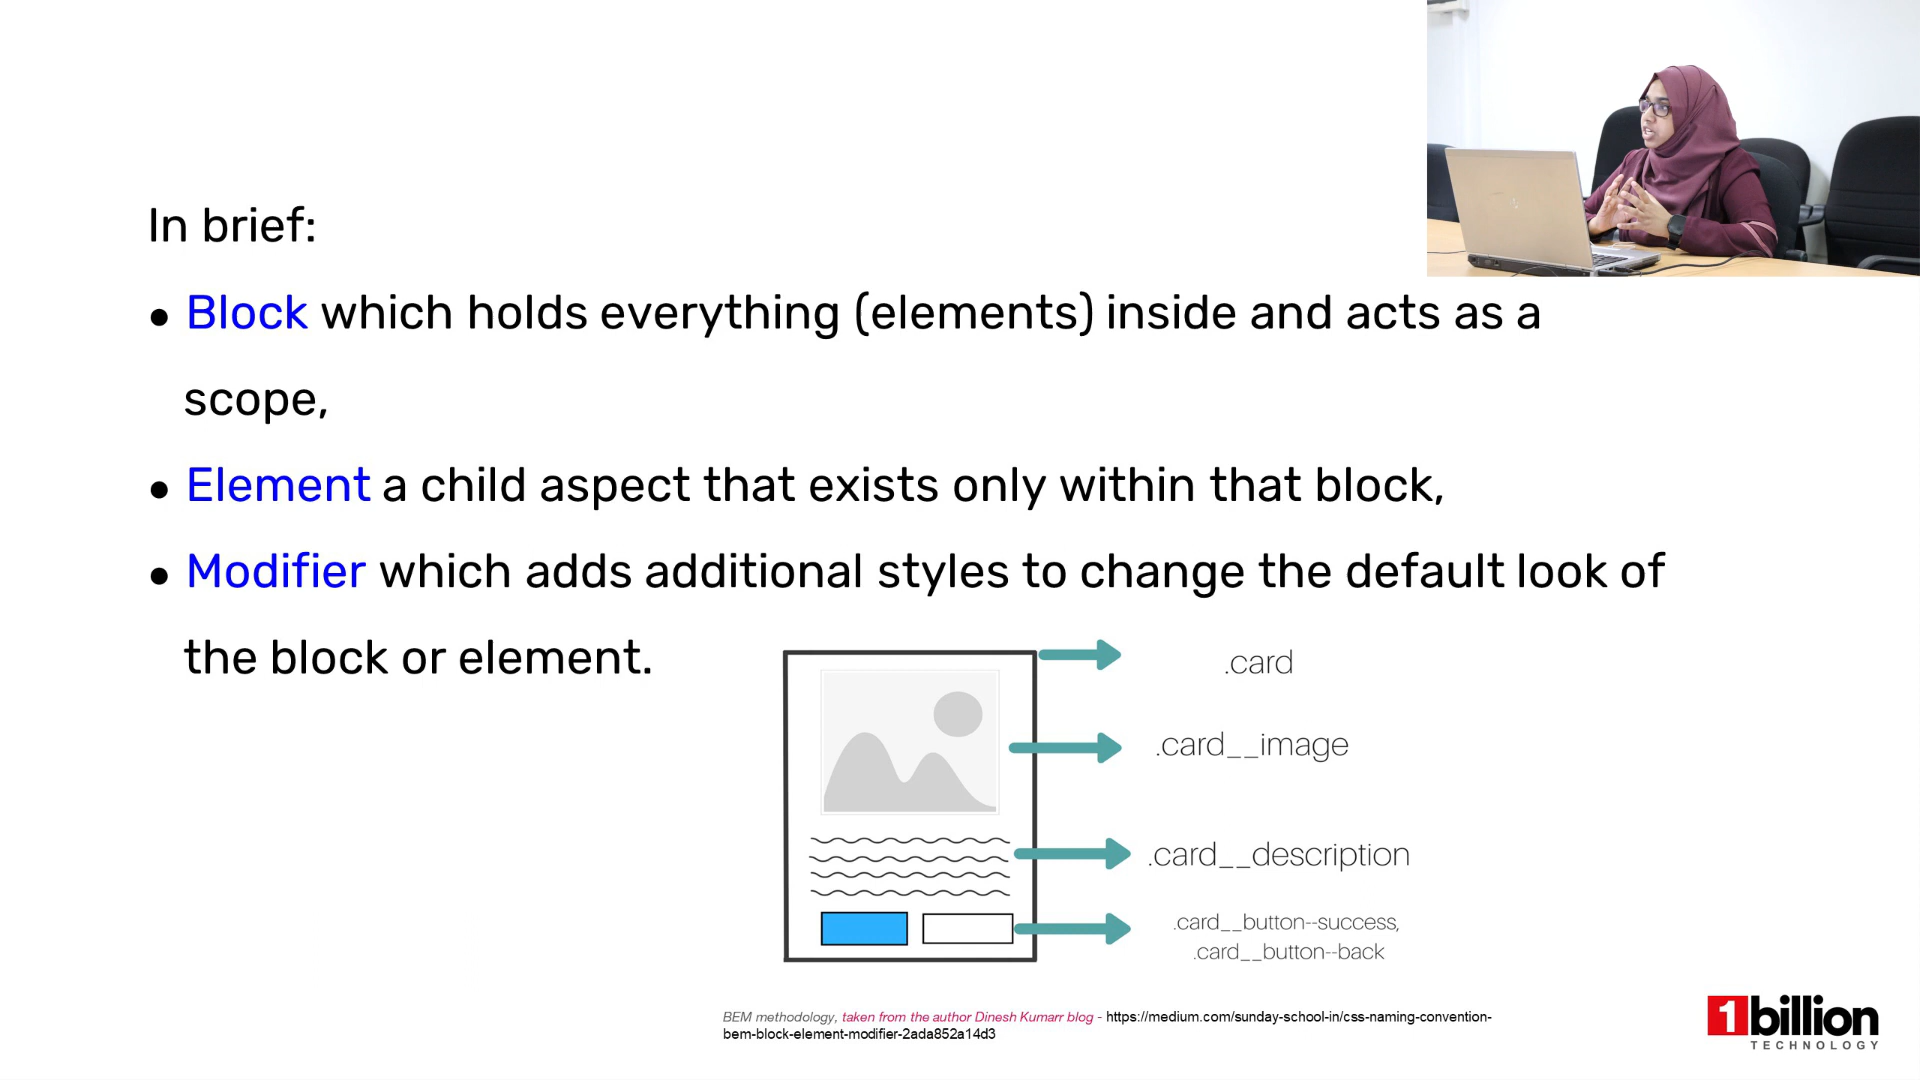 In brief:
● Block which holds everything (elements) inside and acts as a
scope,
● Element a child aspect that exists only within that block,
● Modifier which adds additional styles to change the default look of
the block or element.
.card
.card__image
.card__description
.card__button--success,
.card__button--back
BEM methodology, taken from the author Dinesh Kumarr blog - https://medium.com/sunday-school-in/css-naming-convention-
bem-block-element-modifier-2ada852a14d3
1billion
TECHNOLOGY